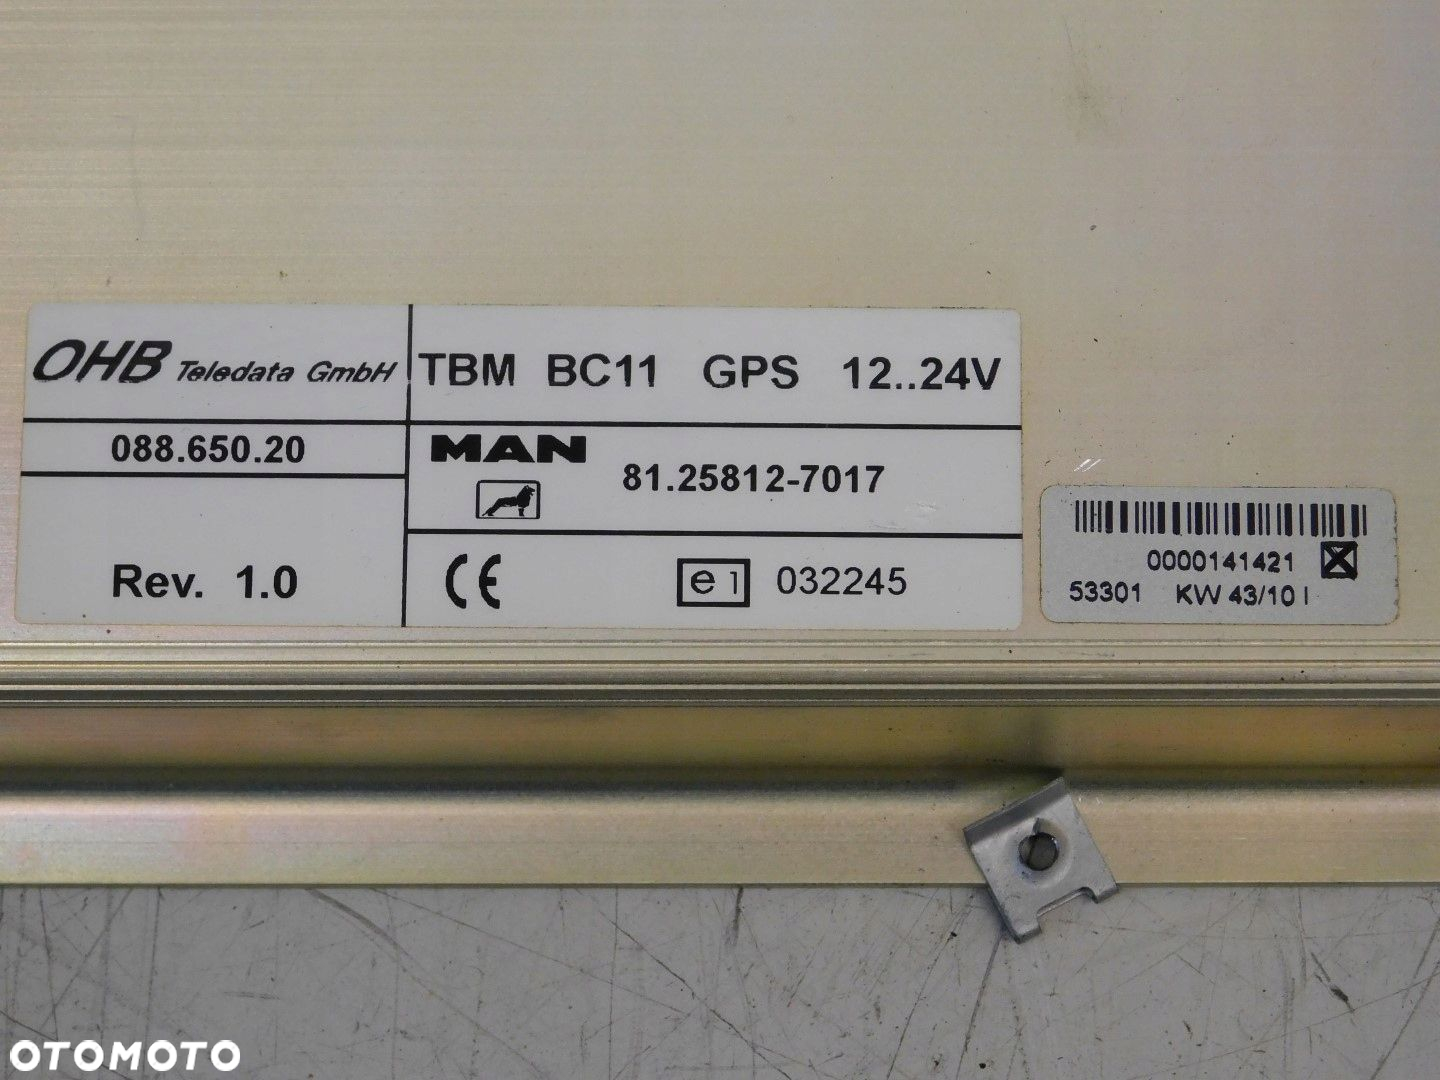 OHB Teledata GmbH
TBM BC11 GPS 12..24V
088.650.20
MAN
81.25812-7017
Rev. 1.0
CE
e1 032245
0000141421
53301 KW 43/10 I
OTOMOTO